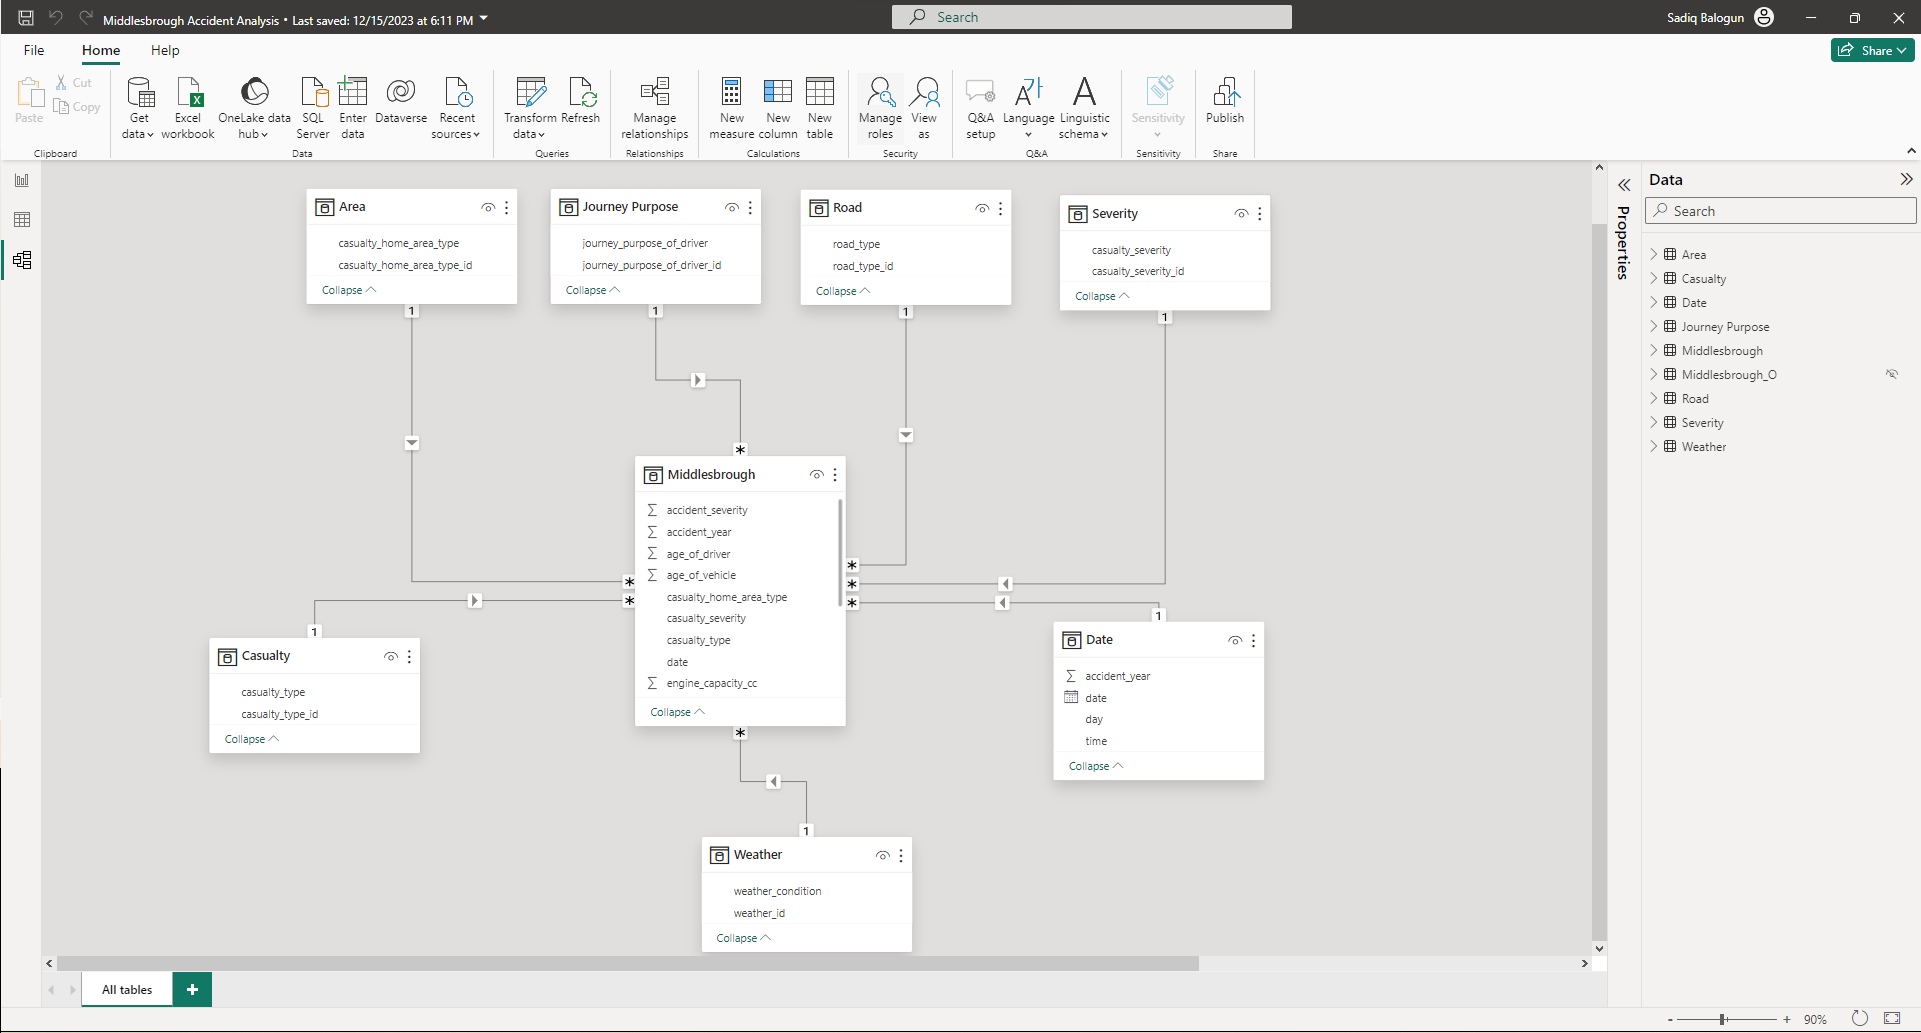 Middlesbrough Accident Analysis • Last saved: 12/15/2023 at 6:11 PM
Search
Sadiq Balogun
File
Home
Help
Share
Paste
Cut
Copy
Get data
Excel workbook
OneLake data hub
SQL Server
Enter data
Dataverse
Recent sources
Transform data
Refresh
Manage relationships
New measure
New column
New table
Manage roles
View as
Q&A setup
Language
Linguistic schema
Sensitivity
Publish
Clipboard
Data
Queries
Relationships
Calculations
Security
Q&A
Sensitivity
Share
Area
casualty_home_area_type
casualty_home_area_type_id
Collapse
1
Journey Purpose
journey_purpose_of_driver
journey_purpose_of_driver_id
Collapse
1
Road
road_type
road_type_id
Collapse
1
Severity
casualty_severity
casualty_severity_id
Collapse
1
*
Middlesbrough
Σ accident_severity
Σ accident_year
Σ age_of_driver
Σ age_of_vehicle
casualty_home_area_type
casualty_severity
casualty_type
date
Σ engine_capacity_cc
Collapse
*
*
*
*
*
*
1
Casualty
casualty_type
casualty_type_id
Collapse
1
Date
Σ accident_year
date
day
time
Collapse
1
Weather
weather_condition
weather_id
Collapse
Properties
Data
Search
Area
Casualty
Date
Journey Purpose
Middlesbrough
Middlesbrough_O
Road
Severity
Weather
All tables
+
- + 90%